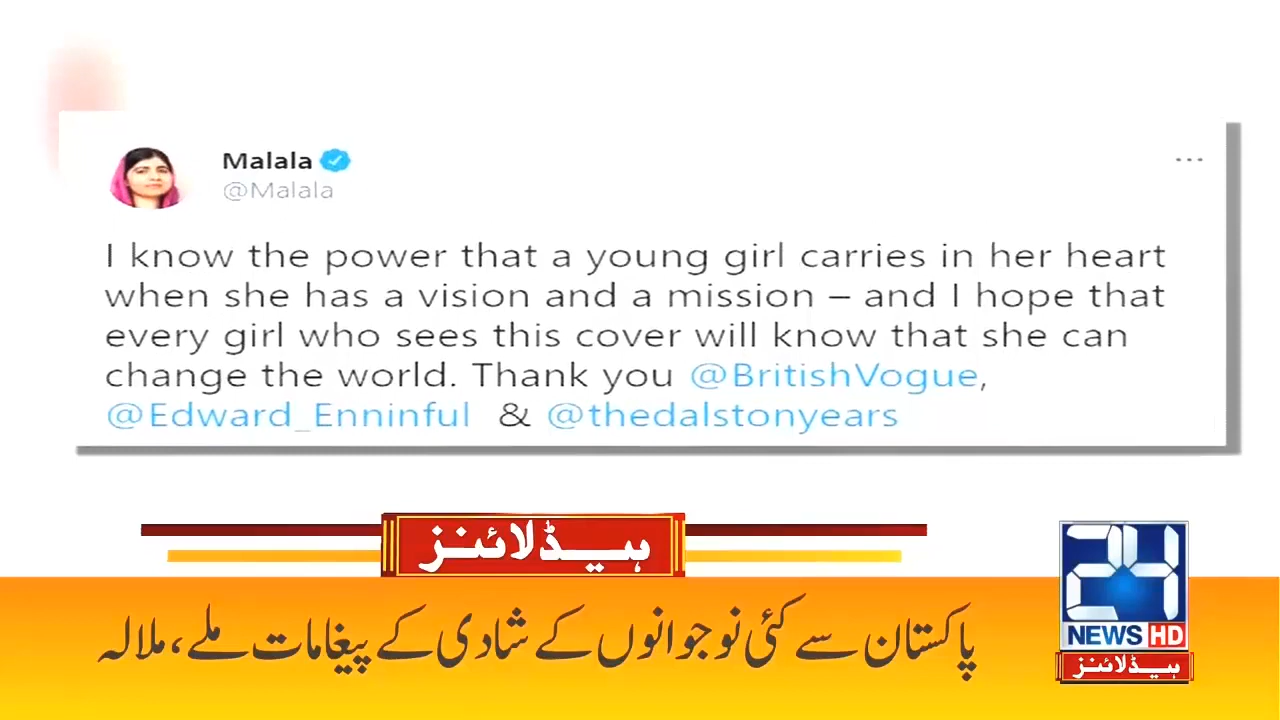 Malala
@Malala
I know the power that a young girl carries in her heart
when she has a vision and a mission – and I hope that
every girl who sees this cover will know that she can
change the world. Thank you @BritishVogue,
@Edward_Enninful & @thedalstonyears
ہیڈلائنز
پاکستان سے کئی نوجوانوں کے شادی کے پیغامات ملے، ملالہ
24
NEWS HD
ہیڈلائنز